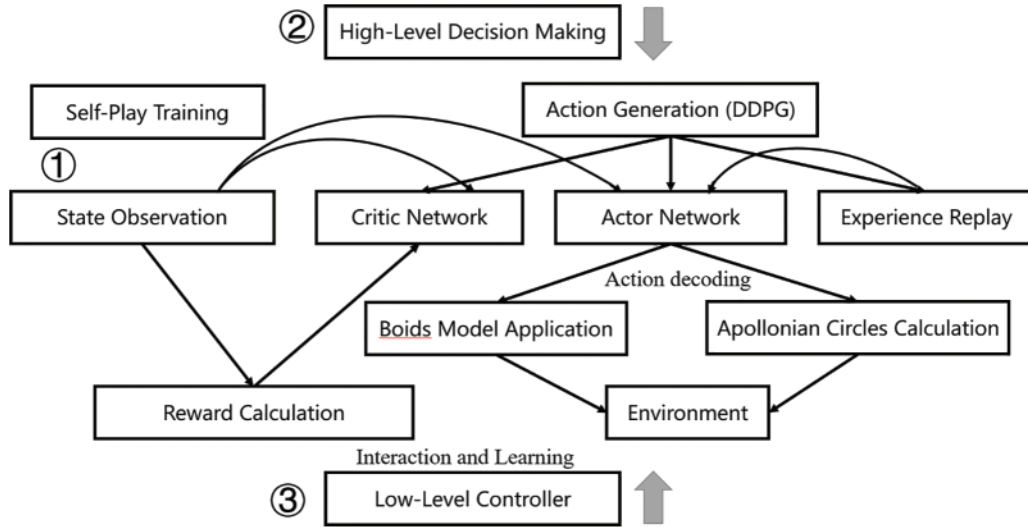 ②
High-Level Decision Making
Self-Play Training
Action Generation (DDPG)
①
State Observation
Critic Network
Actor Network
Experience Replay
Action decoding
Boids Model Application
Apollonian Circles Calculation
Reward Calculation
Environment
Interaction and Learning
③
Low-Level Controller